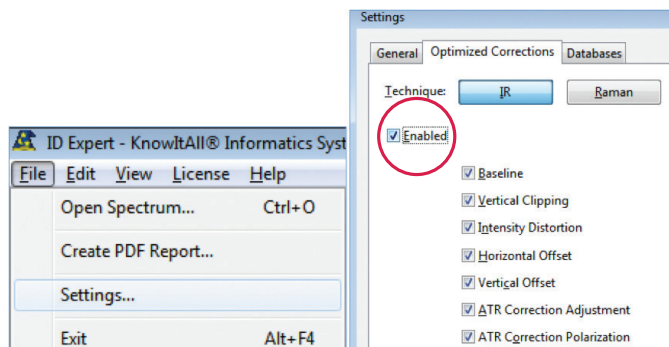 ID Expert - KnowItAll® Informatics Syst
File Edit View License Help
Open Spectrum... Ctrl+O
Create PDF Report...
Settings...
Exit Alt+F4
Settings
General Optimized Corrections Databases
Technique: IR Raman
Enabled
Baseline
Vertical Clipping
Intensity Distortion
Horizontal Offset
Vertical Offset
ATR Correction Adjustment
ATR Correction Polarization